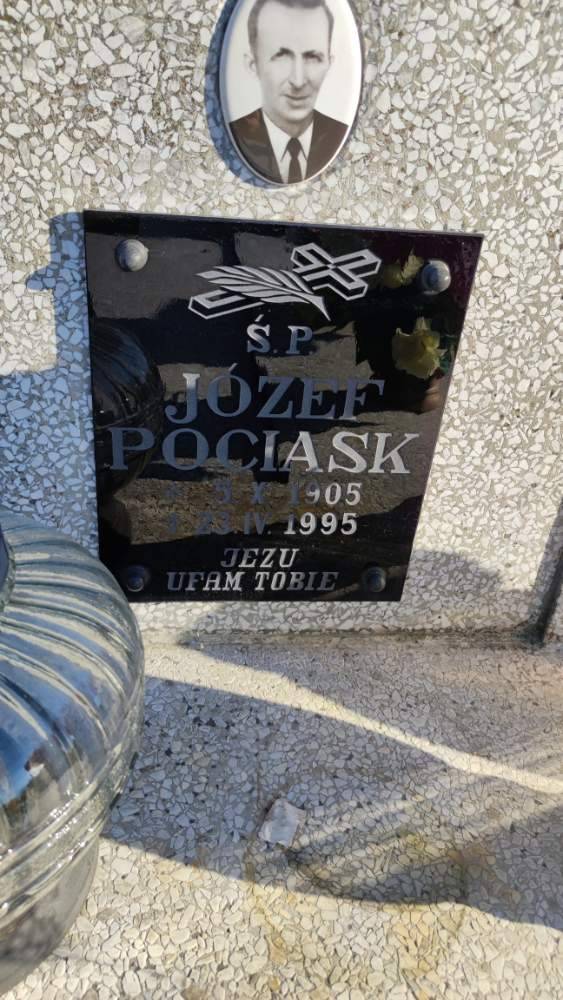 Ś. P.
JÓZEF
POCIASK
* 5. X. 1905
† 23. IV. 1995
JEZU
UFAM TOBIE